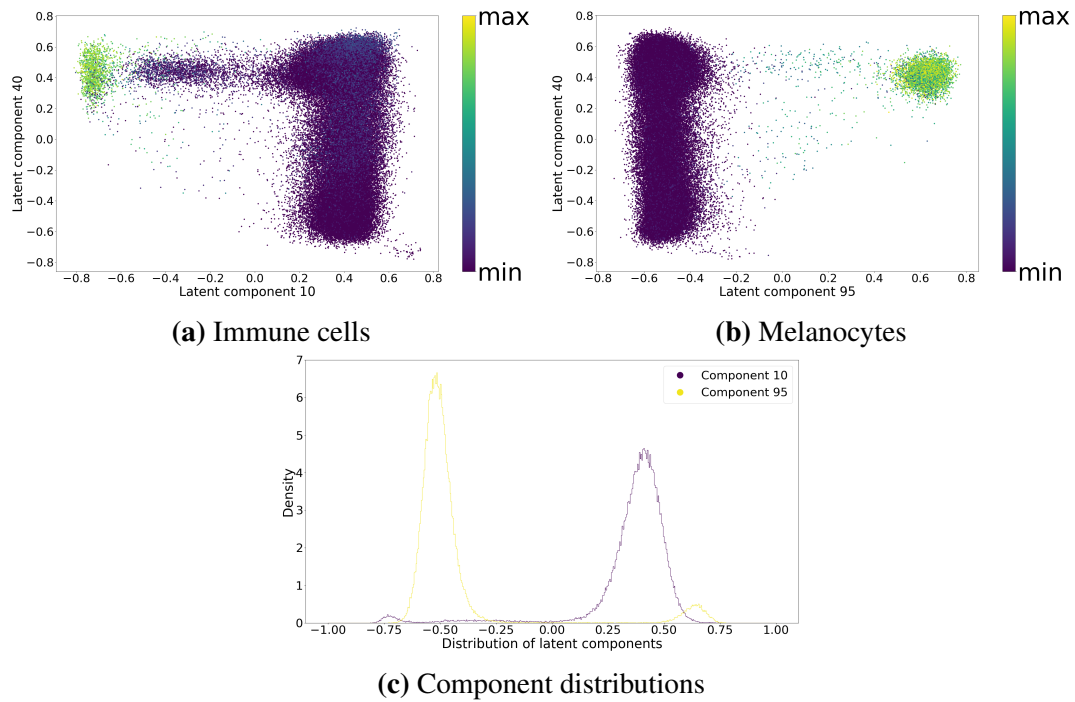 max
min
Latent component 40
0.8
0.6
0.4
0.2
0.0
−0.2
−0.4
−0.6
−0.8
−0.8 −0.6 −0.4 −0.2 0.0 0.2 0.4 0.6 0.8
Latent component 10
(a) Immune cells
max
min
Latent component 40
0.8
0.6
0.4
0.2
0.0
−0.2
−0.4
−0.6
−0.8
−0.6 −0.4 −0.2 0.0 0.2 0.4 0.6 0.8
Latent component 95
(b) Melanocytes
Component 10
Component 95
Density
7
6
5
4
3
2
1
0
−1.00 −0.75 −0.50 −0.25 0.00 0.25 0.50 0.75 1.00
Distribution of latent components
(c) Component distributions